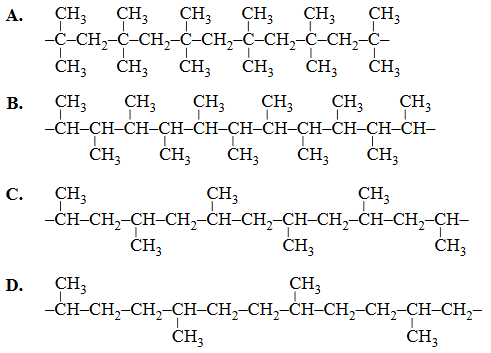 A. CH₃ CH₃ CH₃ CH₃ CH₃ CH₃
–C–CH₂–C–CH₂–C–CH₂–C–CH₂–C–CH₂–C–
CH₃ CH₃ CH₃ CH₃ CH₃ CH₃
B. CH₃ CH₃ CH₃ CH₃ CH₃ CH₃
–CH–CH–CH–CH–CH–CH–CH–CH–CH–CH–CH–
CH₃ CH₃ CH₃ CH₃ CH₃
C. CH₃ CH₃ CH₃
–CH–CH₂–CH–CH₂–CH–CH₂–CH–CH₂–CH–CH₂–CH–
CH₃ CH₃ CH₃
D. CH₃ CH₃
–CH–CH₂–CH₂–CH–CH₂–CH₂–CH–CH₂–CH₂–CH–CH₂–
CH₃ CH₃